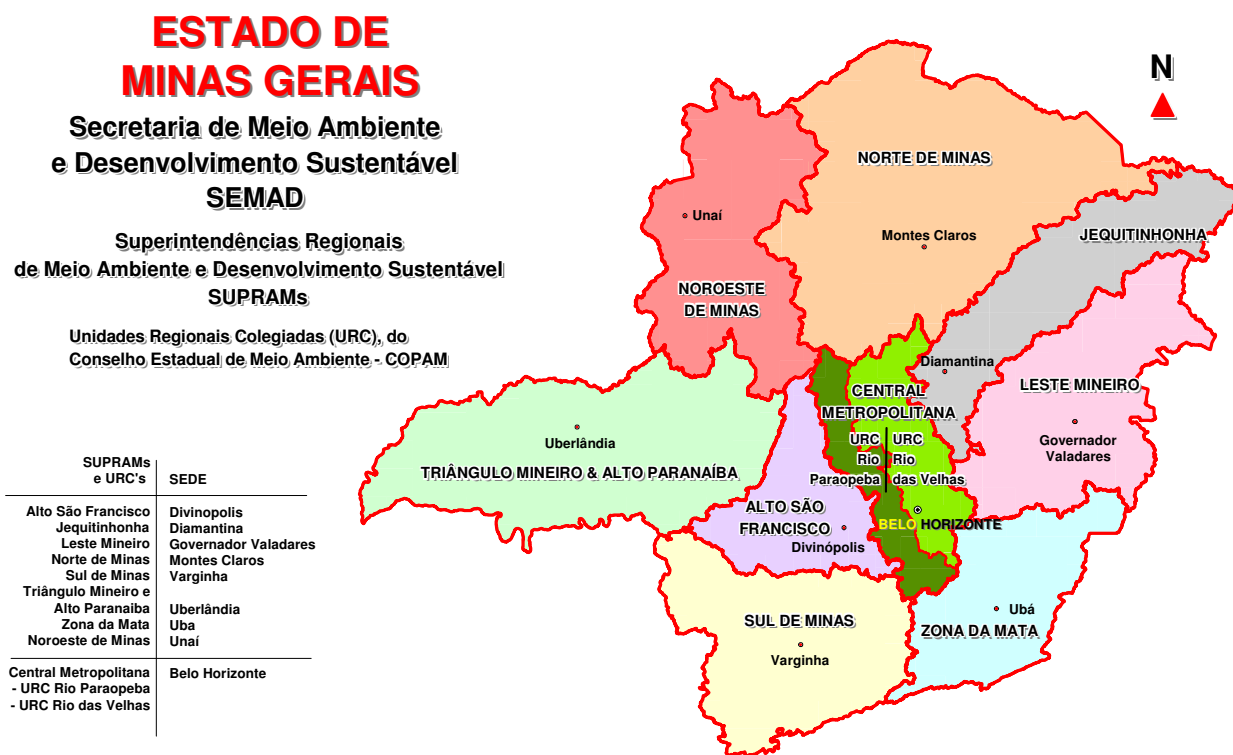 ESTADO DE
MINAS GERAIS
Secretaria de Meio Ambiente
e Desenvolvimento Sustentável
SEMAD
Superintendências Regionais
de Meio Ambiente e Desenvolvimento Sustentável
SUPRAMs
Unidades Regionais Colegiadas (URC), do
Conselho Estadual de Meio Ambiente - COPAM
SUPRAMs
e URC's SEDE
Alto São Francisco Divinopolis
Jequitinhonha Diamantina
Leste Mineiro Governador Valadares
Norte de Minas Montes Claros
Sul de Minas Varginha
Triângulo Mineiro e
Alto Paranaiba Uberlândia
Zona da Mata Uba
Noroeste de Minas Unaí
Central Metropolitana Belo Horizonte
- URC Rio Paraopeba
- URC Rio das Velhas
N
NORTE DE MINAS
Unaí
Montes Claros
JEQUITINHONHA
NOROESTE
DE MINAS
Diamantina
LESTE MINEIRO
CENTRAL
METROPOLITANA
Uberlândia
Governador
Valadares
URC
Rio
Paraopeba
URC
Rio
das Velhas
TRIÂNGULO MINEIRO & ALTO PARANAÍBA
ALTO SÃO
FRANCISCO
Divinópolis
BELO HORIZONTE
Ubá
ZONA DA MATA
SUL DE MINAS
Varginha